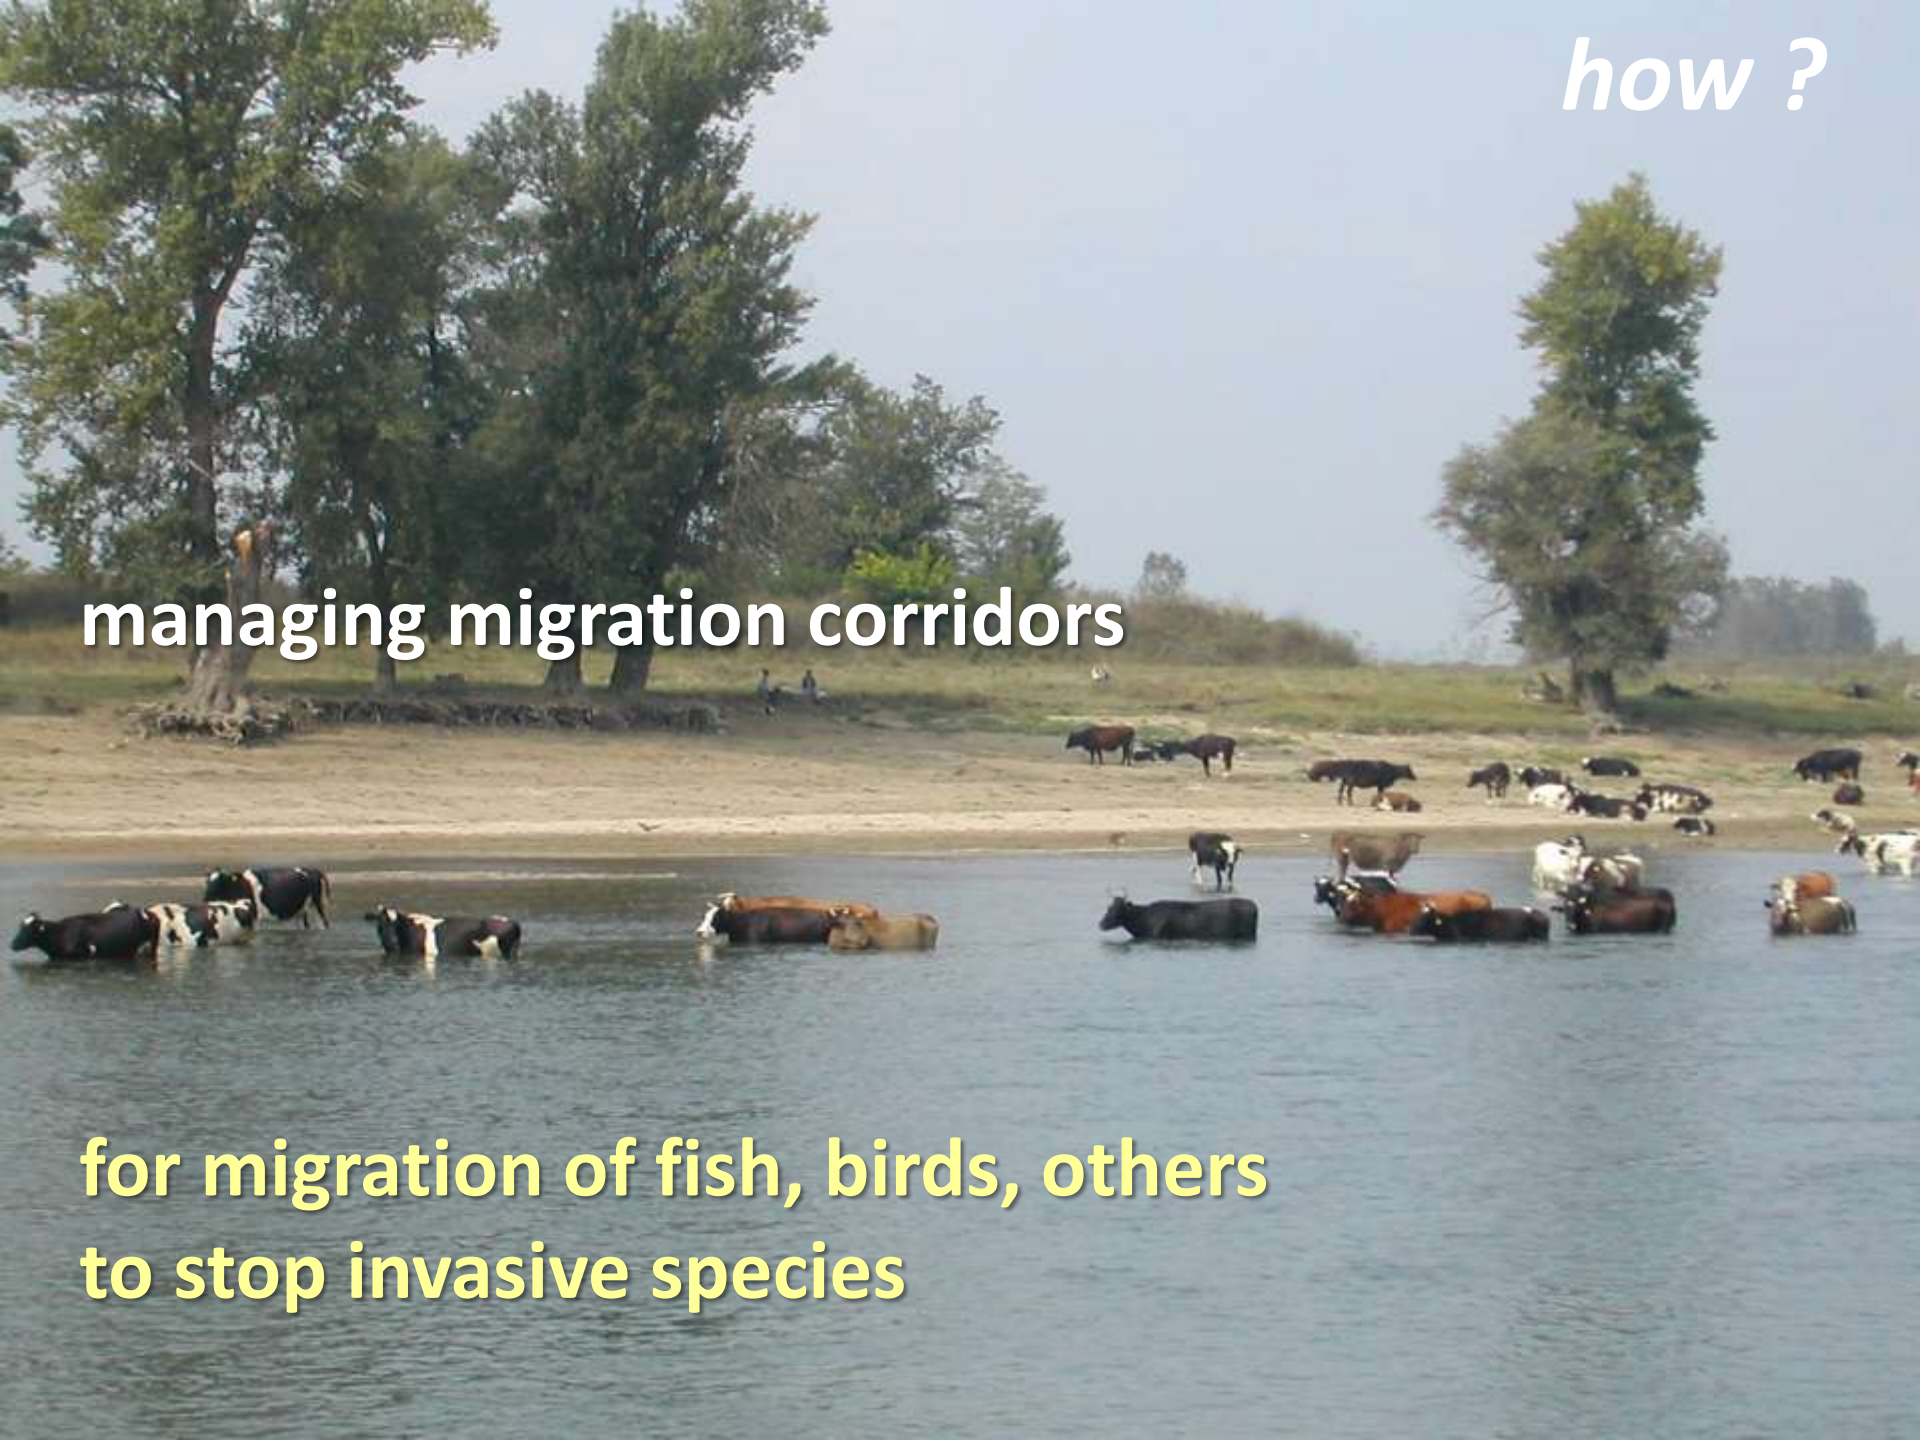 how ?
managing migration corridors
for migration of fish, birds, others
to stop invasive species